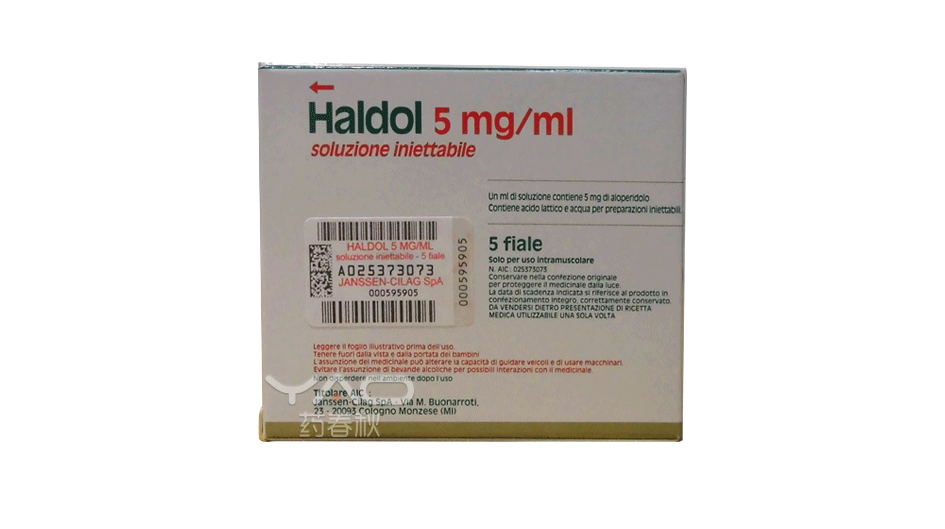 Haldol 5 mg/ml
soluzione iniettabile
Un ml di soluzione contiene 5 mg di aloperidolo
Contiene acido lattico e acqua per preparazioni iniettabili.
5 fiale
Solo per uso intramuscolare
N. AIC: 025373073
Conservare nella confezione originale
per proteggere il medicinale dalla luce.
La data di scadenza indicata si riferisce al prodotto in
confezionamento integro, correttamente conservato.
DA VENDERSI DIETRO PRESENTAZIONE DI RICETTA
MEDICA UTILIZZABILE UNA SOLA VOLTA
HALDOL 5 MG/ML
soluzione iniettabile - 5 fiale
A025373073
JANSSEN-CILAG SpA
000595905
000595905
Leggere il foglio illustrativo prima dell'uso.
Tenere fuori dalla vista e dalla portata dei bambini
L'assunzione del medicinale può alterare la capacità di guidare veicoli e di usare macchinari.
Evitare l'assunzione di bevande alcoliche per possibili interazioni con il medicinale.
Non disperdere nell'ambiente dopo l'uso
Titolare AIC:
Janssen-Cilag SpA - Via M. Buonarroti,
23 - 20093 Cologno Monzese (MI)
YAO
药春秋